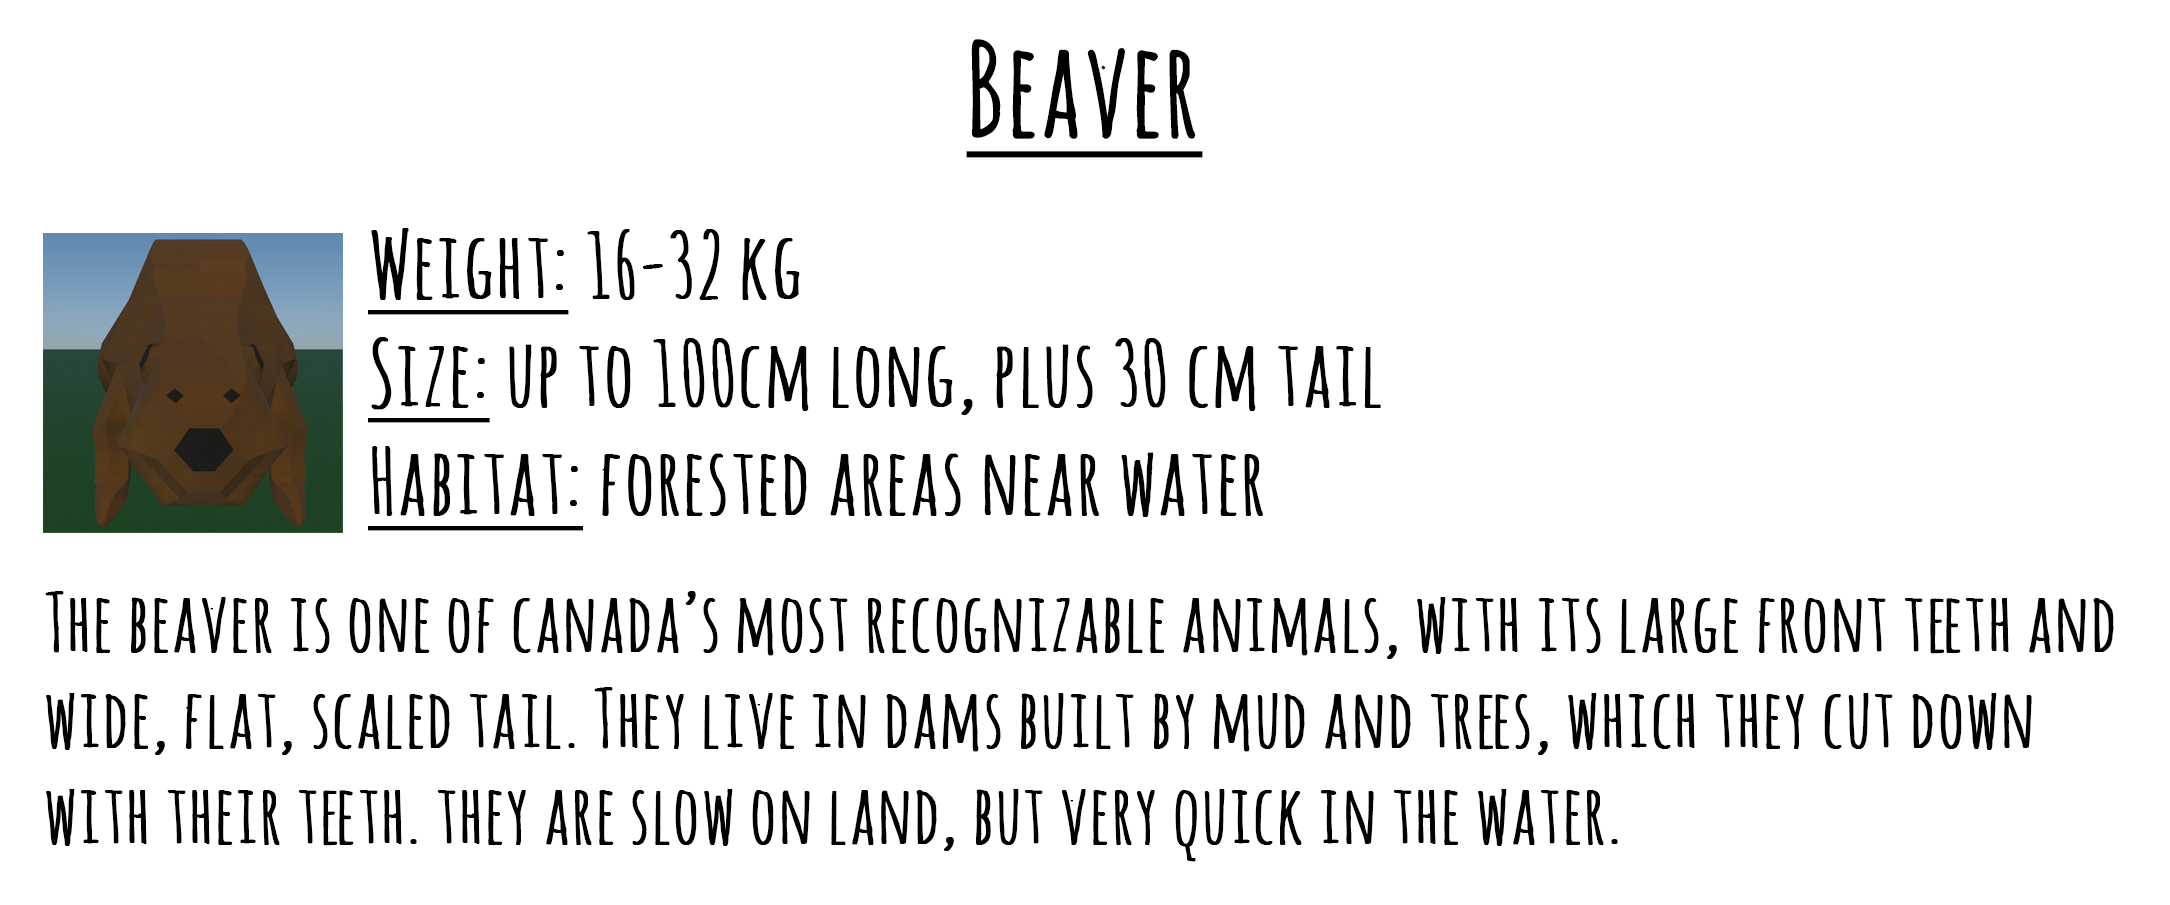 Beaver
Weight: 16-32 kg
Size: up to 100cm long, plus 30 cm tail
Habitat: forested areas near water
The beaver is one of Canada's most recognizable animals, with its large front teeth and
wide, flat, scaled tail. They live in dams built by mud and trees, which they cut down
with their teeth. they are slow on land, but very quick in the water.